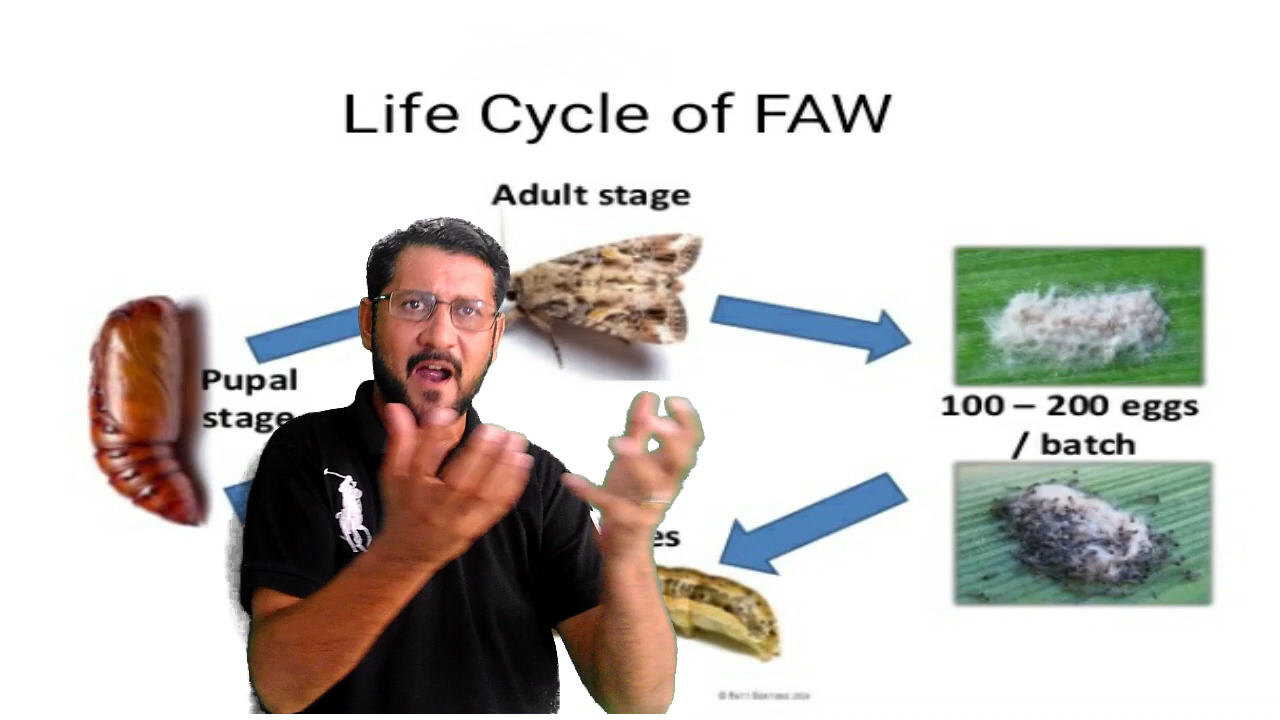 Life Cycle of FAW
Adult stage
Pupal
stage
100 – 200 eggs
/ batch
es